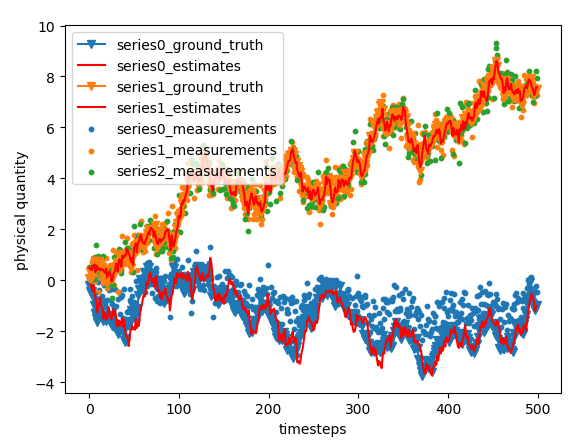 10
8
6
4
2
0
−2
−4
physical quantity
series0_ground_truth
series0_estimates
series1_ground_truth
series1_estimates
series0_measurements
series1_measurements
series2_measurements
0 100 200 300 400 500
timesteps